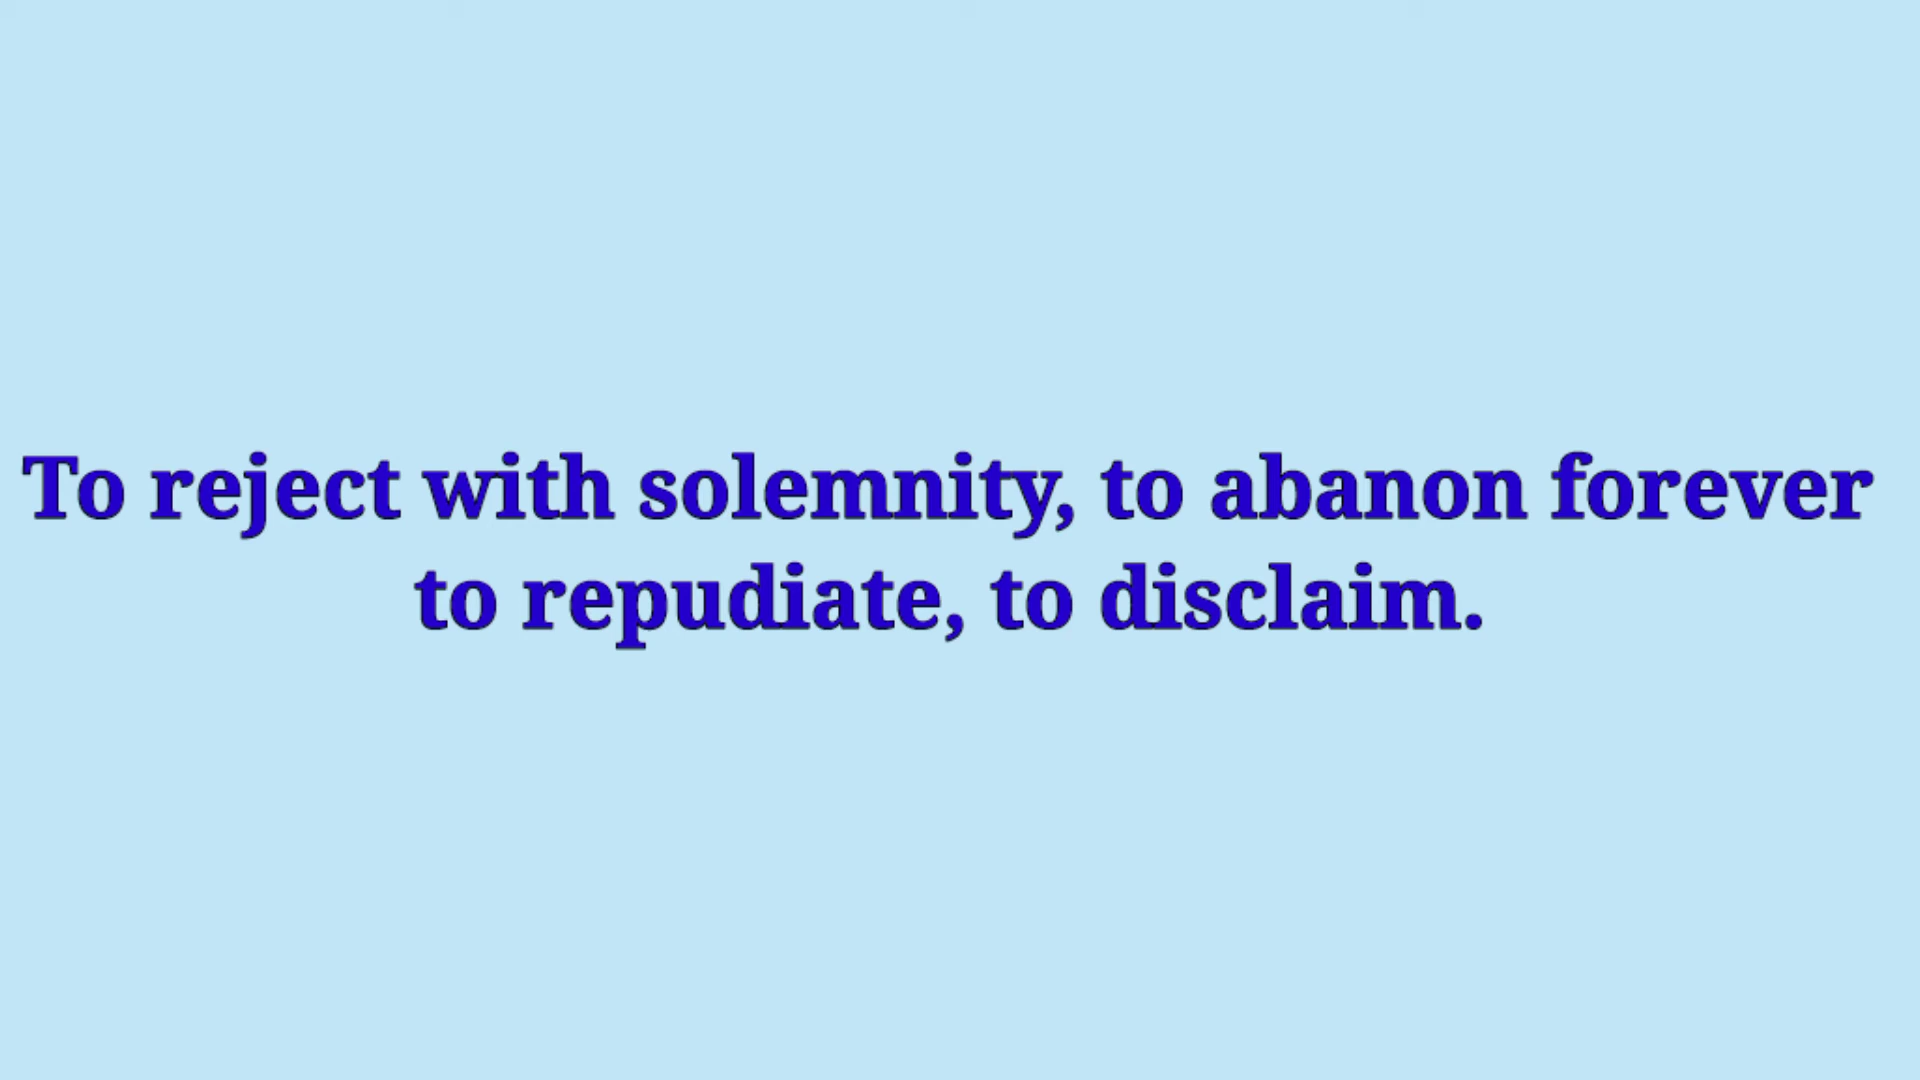 To reject with solemnity, to abanon forever
to repudiate, to disclaim.